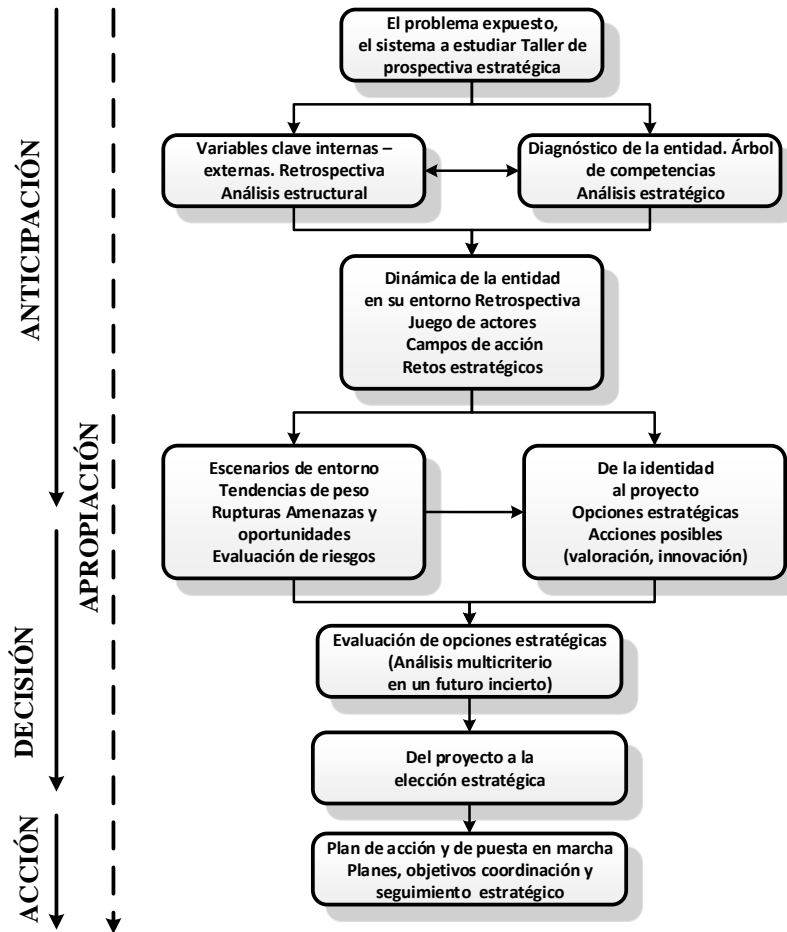 El problema expuesto,
el sistema a estudiar Taller de
prospectiva estratégica
Variables clave internas –
externas. Retrospectiva
Análisis estructural
Diagnóstico de la entidad. Árbol
de competencias
Análisis estratégico
Dinámica de la entidad
en su entorno Retrospectiva
Juego de actores
Campos de acción
Retos estratégicos
Escenarios de entorno
Tendencias de peso
Rupturas Amenazas y
oportunidades
Evaluación de riesgos
De la identidad
al proyecto
Opciones estratégicas
Acciones posibles
(valoración, innovación)
Evaluación de opciones estratégicas
(Análisis multicriterio
en un futuro incierto)
Del proyecto a la
elección estratégica
Plan de acción y de puesta en marcha
Planes, objetivos coordinación y
seguimiento estratégico
ANTICIPACIÓN
DECISIÓN
ACCIÓN
APROPIACIÓN